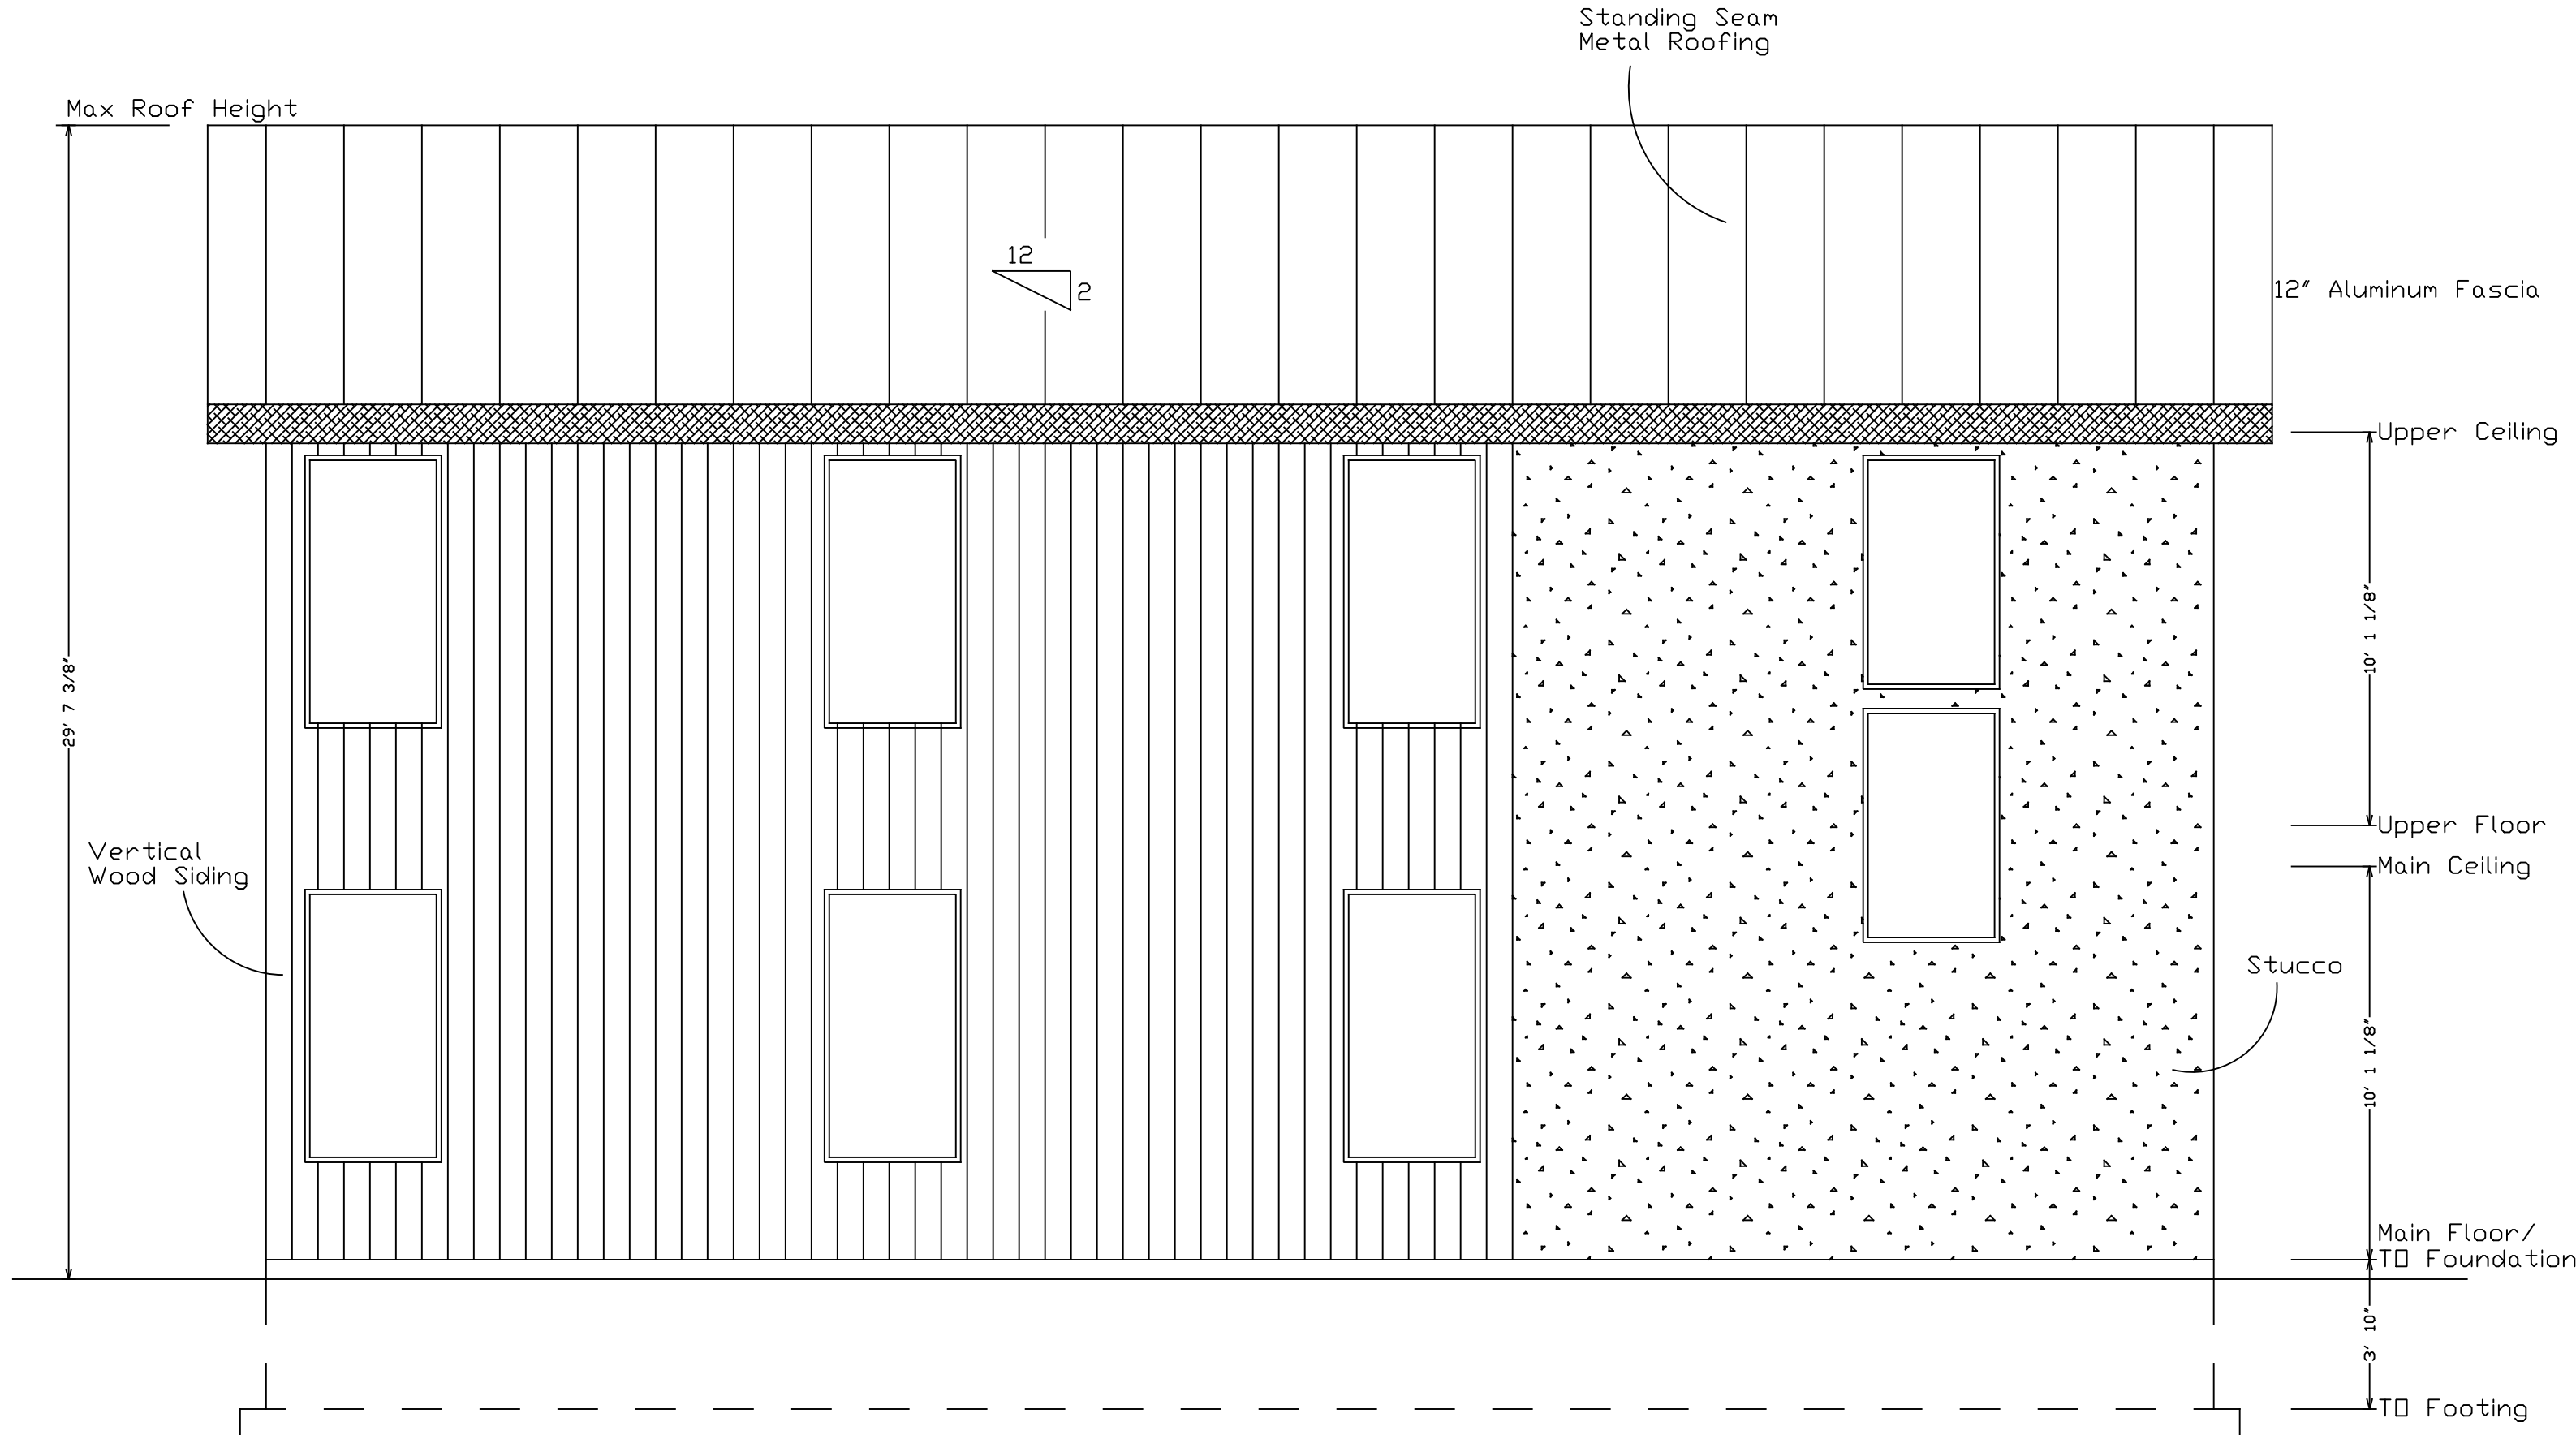 Standing Seam
Metal Roofing
Max Roof Height
12
2
12" Aluminum Fascia
Upper Ceiling
10' 1 1/8"
29' 7 3/8"
Upper Floor
Vertical
Wood Siding
Main Ceiling
Stucco
10' 1 1/8"
Main Floor/
TO Foundation
3' 10"
TO Footing